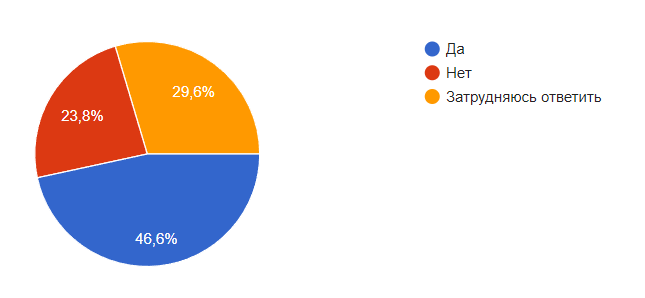 Да
Нет
Затрудняюсь ответить
29,6%
23,8%
46,6%